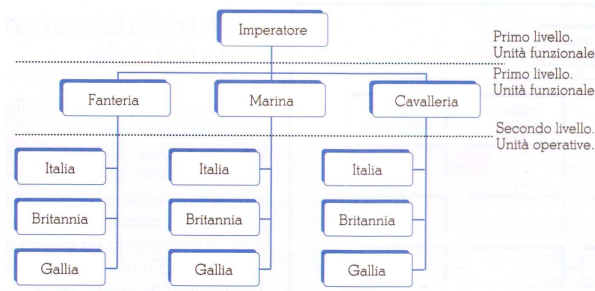 Imperatore
Primo livello.
Unità funzionale
Primo livello.
Unità funzionale
Fanteria
Marina
Cavalleria
Secondo livello.
Unità operative.
Italia
Italia
Italia
Britannia
Britannia
Britannia
Gallia
Gallia
Gallia